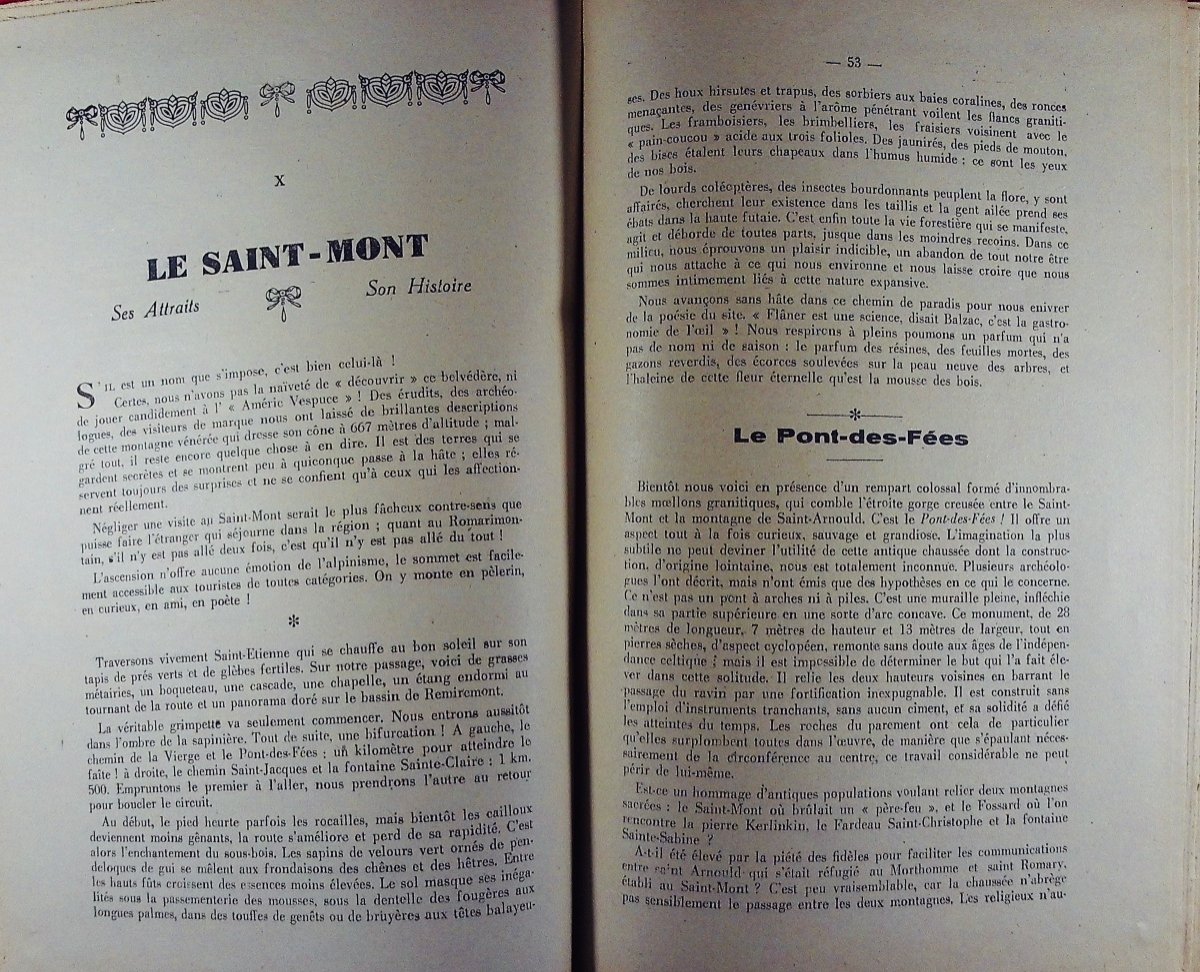 X
LE SAINT-MONT
Ses Attraits
Son Histoire
S'IL est un nom que s'impose, c'est bien celui-là !
Certes, nous n'avons pas la naïveté de « découvrir » ce belvédère, ni
de jouer candidement à l' « Améric Vespuce » ! Des érudits, des archéo-
logues, des visiteurs de marque nous ont laissé de brillantes descriptions
de cette montagne vénérée qui dresse son cône à 667 mètres d'altitude ; mal-
gré tout, il reste encore quelque chose à en dire. Il est des terres qui se
gardent secrètes et se montrent peu à quiconque passe à la hâte ; elles ré-
servent toujours des surprises et ne se confient qu'à ceux qui les affection-
nent réellement.
Négliger une visite au Saint-Mont serait le plus fâcheux contre-sens que
puisse faire l'étranger qui séjourne dans la région ; quant au Romarimon-
tain, s'il n'y est pas allé deux fois, c'est qu'il n'y est pas allé du tout !
L'ascension n'offre aucune émotion de l'alpinisme, le sommet est facile-
ment accessible aux touristes de toutes catégories. On y monte en pèlerin,
en curieux, en ami, en poète !
*
Traversons vivement Saint-Etienne qui se chauffe au bon soleil sur son
tapis de prés verts et de glèbes fertiles. Sur notre passage, voici de grasses
métairies, un boqueteau, une cascade, une chapelle, un étang endormi au
tournant de la route et un panorama doré sur le bassin de Remiremont.
La véritable grimpette va seulement commencer. Nous entrons aussitôt
dans l'ombre de la sapinière. Tout de suite, une bifurcation ! A gauche, le
chemin de la Vierge et le Pont-des-Fées ; un kilomètre pour atteindre le
faîte ! à droite, le chemin Saint-Jacques et la fontaine Sainte-Claire ; 1 km.
500. Empruntons le premier à l'aller, nous prendrons l'autre au retour
pour boucler le circuit.
Au début, le pied heurte parfois les rocailles, mais bientôt les cailloux
deviennent moins gênants, la route s'améliore et perd de sa rapidité. C'est
alors l'enchantement du sous-bois. Les sapins de velours vert ornés de pen-
deloques de gui se mêlent aux frondaisons des chênes et des hêtres. Entre
les hauts fûts croissent des essences moins élevées. Le sol masque ses inéga-
lités sous la passementerie des mousses, sous la dentelle des fougères aux
longues palmes, dans des touffes de genêts ou de bruyères aux têtes balayeu-
— 53 —
ses. Des houx hirsutes et trapus, des sorbiers aux baies coralines, des ronces
menaçantes, des genévriers à l'arôme pénétrant voilent les flancs graniti-
ques. Les framboisiers, les brimbelliers, les fraisiers voisinent avec le
« pain-coucou » acide aux trois folioles. Des jaunirés, des pieds de mouton,
des bises étalent leurs chapeaux dans l'humus humide ; ce sont les yeux
de nos bois.
De lourds coléoptères, des insectes bourdonnants peuplent la flore, y sont
affairés, cherchent leur existence dans les taillis et la gent ailée prend ses
ébats dans la haute futaie. C'est enfin toute la vie forestière qui se manifeste,
agit et déborde de toutes parts, jusque dans les moindres recoins. Dans ce
milieu, nous éprouvons un plaisir indicible, un abandon de tout notre être
qui nous attache à ce qui nous environne et nous laisse croire que nous
sommes intimement liés à cette nature expansive.
Nous avançons sans hâte dans ce chemin de paradis pour nous enivrer
de la poésie du site. « Flâner est une science, disait Balzac, c'est la gastro-
nomie de l'œil » ! Nous respirons à pleins poumons un parfum qui n'a
pas de nom ni de saison : le parfum des résines, des feuilles mortes, des
gazons reverdis, des écorces soulevées sur la peau neuve des arbres, et
l'haleine de cette fleur éternelle qu'est la mousse des bois.
*
Le Pont-des-Fées
Bientôt nous voici en présence d'un rempart colossal formé d'innombra-
bles mœllons granitiques, qui comble l'étroite gorge creusée entre le Saint-
Mont et la montagne de Saint-Arnould. C'est le Pont-des-Fées ! Il offre un
aspect tout à la fois curieux, sauvage et grandiose. L'imagination la plus
subtile ne peut deviner l'utilité de cette antique chaussée dont la construc-
tion, d'origine lointaine, nous est totalement inconnue. Plusieurs archéolo-
gues l'ont décrit, mais n'ont émis que des hypothèses en ce qui le concerne.
Ce n'est pas un pont à arches ni à piles. C'est une muraille pleine, infléchie
dans sa partie supérieure en une sorte d'arc concave. Ce monument, de 28
mètres de longueur, 7 mètres de hauteur et 13 mètres de largeur, tout en
pierres sèches, d'aspect cyclopéen, remonte sans doute aux âges de l'indépen-
dance celtique ; mais il est impossible de déterminer le but qui l'a fait éle-
ver dans cette solitude. Il relie les deux hauteurs voisines en barrant le
passage du ravin par une fortification inexpugnable. Il est construit sans
l'emploi d'instruments tranchants, sans aucun ciment, et sa solidité a défié
les atteintes du temps. Les roches du parement ont cela de particulier
qu'elles surplombent toutes dans l'œuvre, de manière que s'épaulant néces-
sairement de la circonférence au centre, ce travail considérable ne peut
périr de lui-même.
Est-ce un hommage d'antiques populations voulant relier deux montagnes
sacrées : le Saint-Mont où brûlait un « père-feu », et le Fossard où l'on
rencontre la pierre Kerlinkin, le Fardeau Saint-Christophe et la fontaine
Sainte-Sabine ?
A-t-il été élevé par la piété des fidèles pour faciliter les communications
entre saint Arnould qui s'était réfugié au Morthomme et saint Romary,
établi au Saint-Mont ? C'est peu vraisemblable, car la chaussée n'abrège
pas sensiblement le passage entre les deux montagnes. Les religieux n'au-